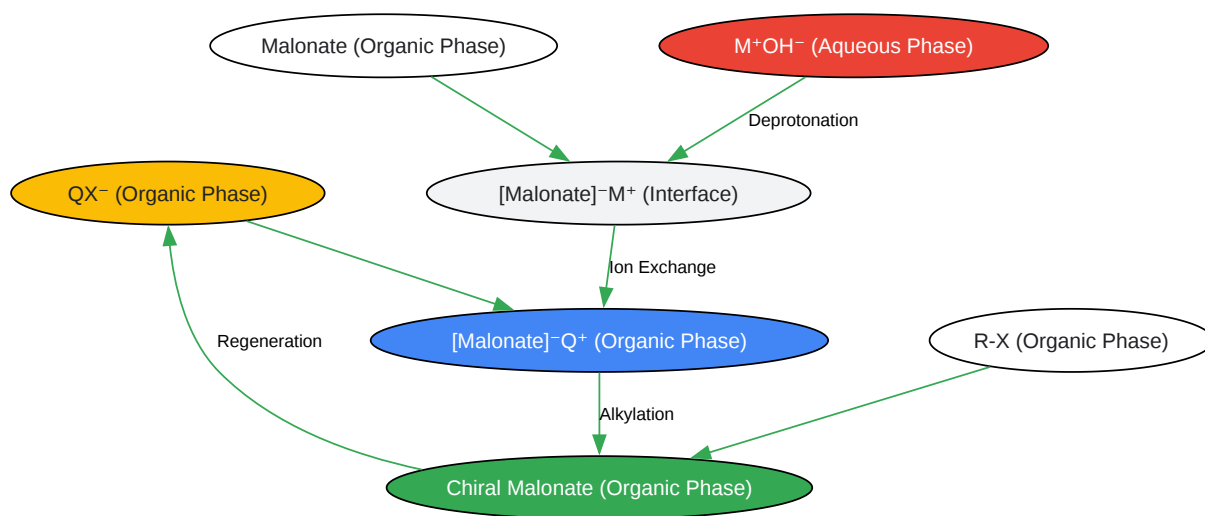 Malonate (Organic Phase)
M⁺OH⁻ (Aqueous Phase)
Deprotonation
QX⁻ (Organic Phase)
[Malonate]⁻M⁺ (Interface)
Ion Exchange
Regeneration
[Malonate]⁻Q⁺ (Organic Phase)
R-X (Organic Phase)
Alkylation
Chiral Malonate (Organic Phase)